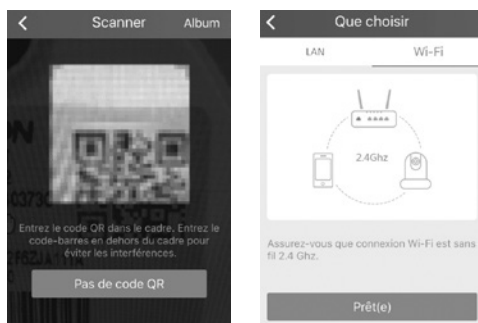 Scanner
Album
Entrez le code QR dans le cadre. Entrez le
code-barres en dehors du cadre pour
éviter les interférences.
Pas de code QR
Que choisir
LAN
Wi-Fi
2.4Ghz
Assurez-vous que connexion Wi-Fi est sans
fil 2.4 Ghz.
Prêt(e)